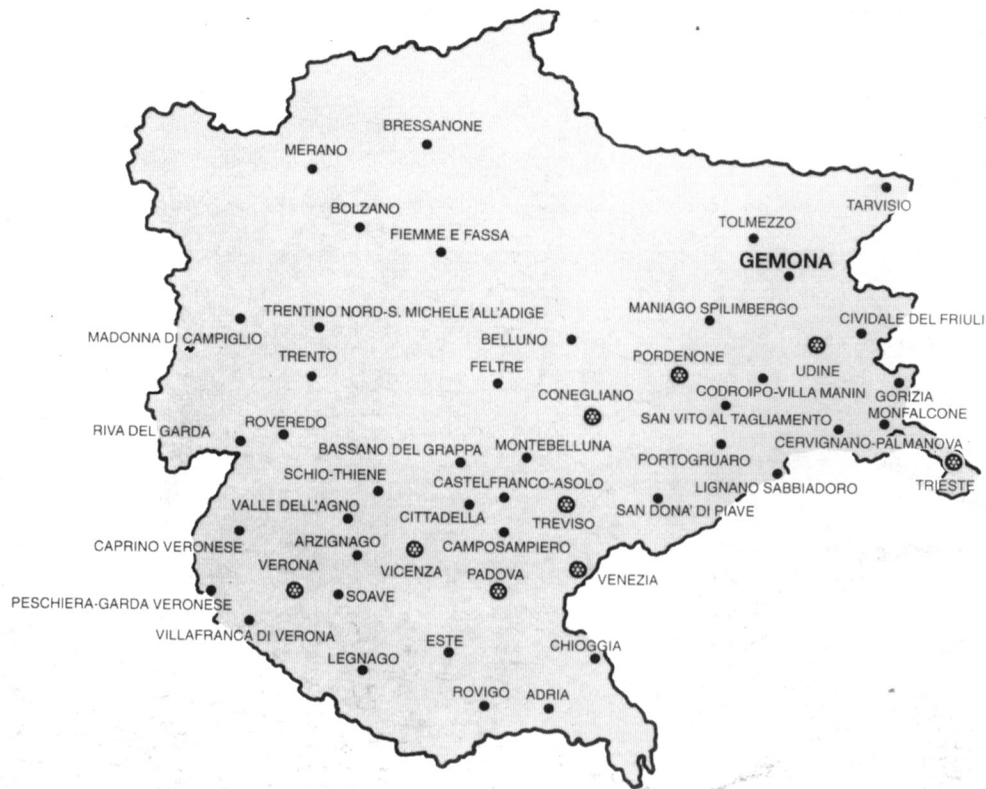 BRESSANONE
MERANO
TARVISIO
BOLZANO
TOLMEZZO
FIEMME E FASSA
GEMONA
TRENTINO NORD-S. MICHELE ALL'ADIGE
MANIAGO SPILIMBERGO
CIVIDALE DEL FRIULI
MADONNA DI CAMPIGLIO
BELLUNO
TRENTO
FELTRE
PORDENONE
UDINE
CONEGLIANO
CODROIPO-VILLA MANIN
GORIZIA
SAN VITO AL TAGLIAMENTO
MONFALCONE
RIVA DEL GARDA
ROVEREDO
BASSANO DEL GRAPPA
MONTEBELLUNA
CERVIGNANO-PALMANOVA
PORTOGRUARO
SCHIO-THIENE
CASTELFRANCO-ASOLO
LIGNANO SABBIADORO
TRIESTE
VALLE DELL'AGNO
CITTADELLA
TREVISO
SAN DONA' DI PIAVE
CAPRINO VERONESE
ARZIGNAGO
CAMPOSAMPIERO
VERONA
VICENZA
PADOVA
VENEZIA
PESCHIERA-GARDA VERONESE
SOAVE
VILLAFRANCA DI VERONA
ESTE
CHIOGGIA
LEGNAGO
ROVIGO
ADRIA